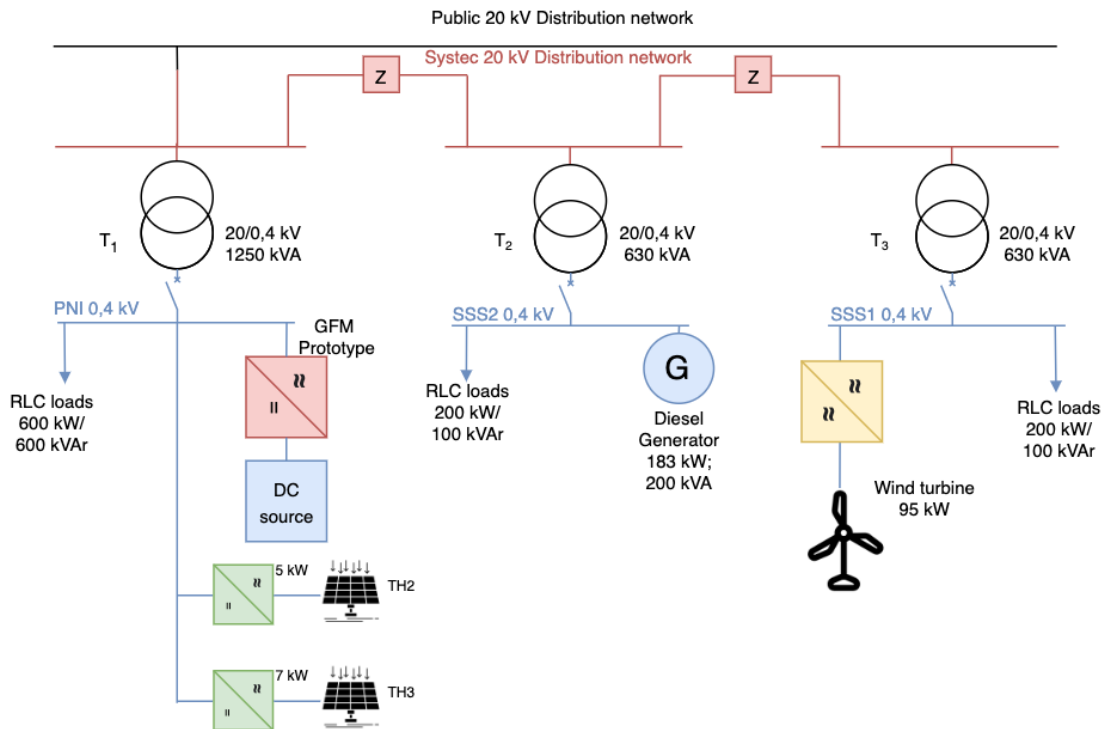 Public 20 kV Distribution network
Systec 20 kV Distribution network
Z
Z
T1
20/0,4 kV
1250 kVA
T2
20/0,4 kV
630 kVA
T3
20/0,4 kV
630 kVA
PNI 0,4 kV
SSS2 0,4 kV
SSS1 0,4 kV
GFM
Prototype
RLC loads
600 kW/
600 kVAr
DC
source
RLC loads
200 kW/
100 kVAr
G
Diesel
Generator
183 kW;
200 kVA
Wind turbine
95 kW
RLC loads
200 kW/
100 kVAr
5 kW
TH2
7 kW
TH3